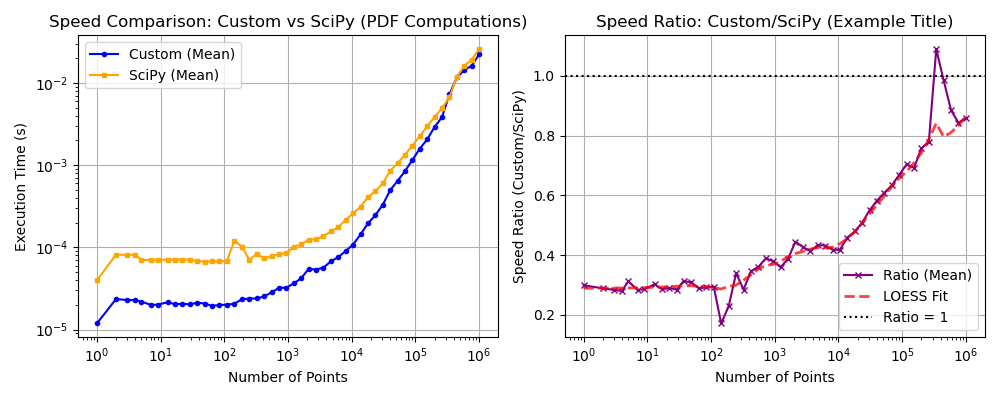 Speed Comparison: Custom vs SciPy (PDF Computations)
Custom (Mean)
SciPy (Mean)
Execution Time (s)
10⁻²
10⁻³
10⁻⁴
10⁻⁵
10⁰ 10¹ 10² 10³ 10⁴ 10⁵ 10⁶
Number of Points
Speed Ratio: Custom/SciPy (Example Title)
Speed Ratio (Custom/SciPy)
1.0
0.8
0.6
0.4
0.2
Ratio (Mean)
LOESS Fit
Ratio = 1
10⁰ 10¹ 10² 10³ 10⁴ 10⁵ 10⁶
Number of Points